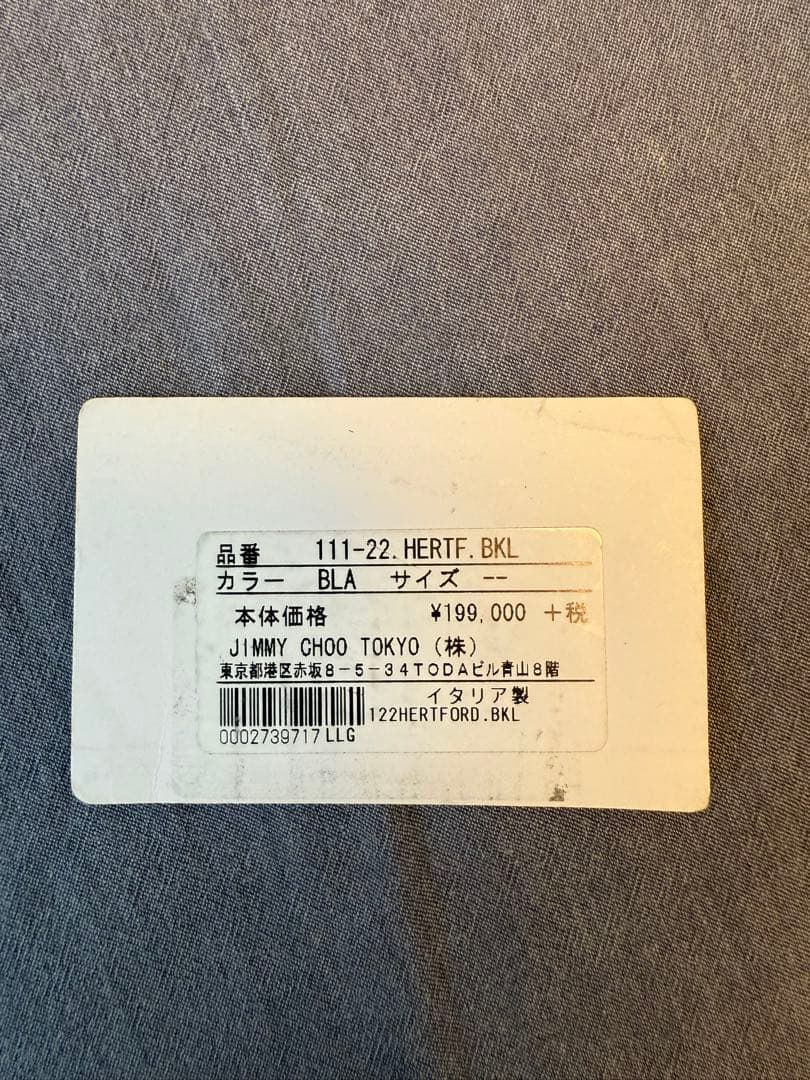 品番 111-22.HERTF.BKL
カラー BLA サイズ --
本体価格 ¥199,000 +税
JIMMY CHOO TOKYO (株)
東京都港区赤坂8-5-34TODAビル青山8階
イタリア製
122HERTFORD.BKL
0002739717 LLG